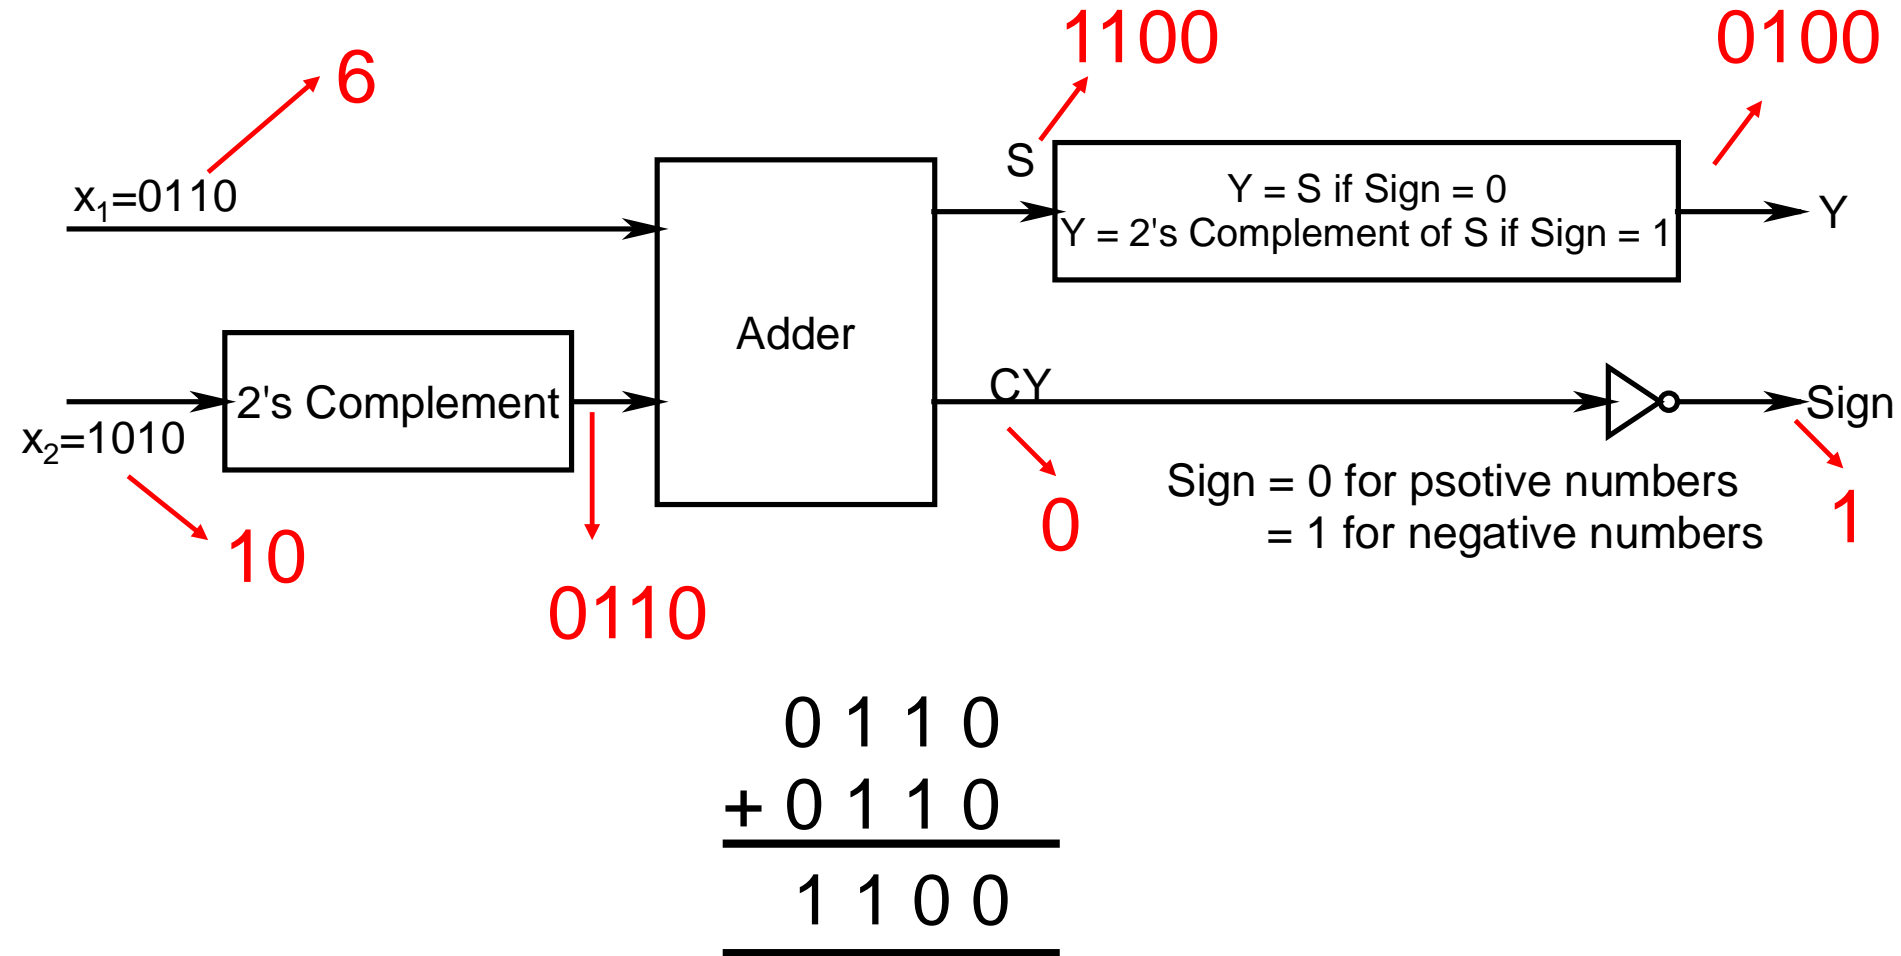 1100
0100
6
S
x1=0110
Y = S if Sign = 0
Y = 2's Complement of S if Sign = 1
Y
Adder
2's Complement
CY
Sign
x2=1010
Sign = 0 for psotive numbers
= 1 for negative numbers
10
0
1
0110
0 1 1 0
+ 0 1 1 0
1 1 0 0